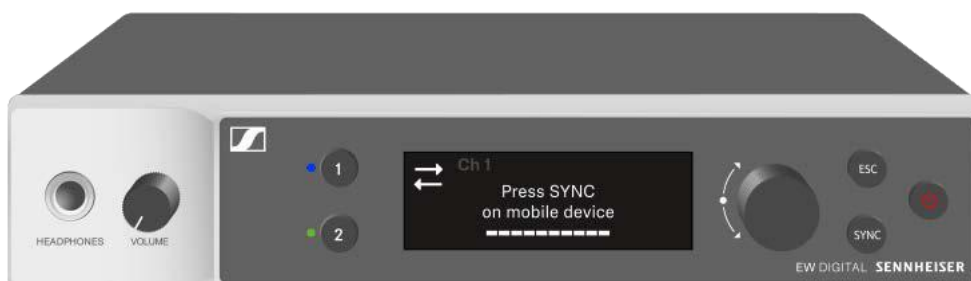 Ch 1
Press SYNC
on mobile device
1
2
ESC
SYNC
HEADPHONES
VOLUME
EW DIGITAL SENNHEISER